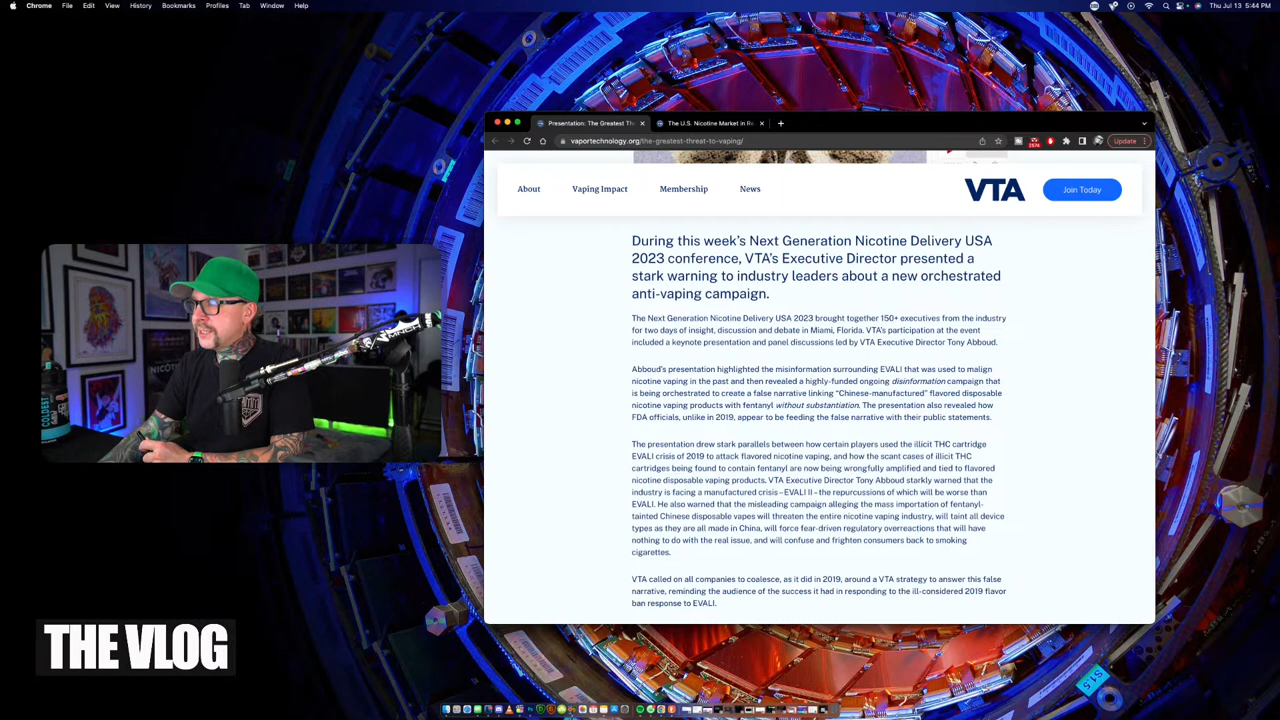 Chrome File Edit View History Bookmarks Profiles Tab Window Help
Thu Jul 13 5:44 PM
Presentation: The Greatest Th
The U.S. Nicotine Market in R
vaportechnology.org/the-greatest-threat-to-vaping/
Update
About Vaping Impact Membership News
VTA
Join Today
During this week's Next Generation Nicotine Delivery USA
2023 conference, VTA's Executive Director presented a
stark warning to industry leaders about a new orchestrated
anti-vaping campaign.
The Next Generation Nicotine Delivery USA 2023 brought together 150+ executives from the industry
for two days of insight, discussion and debate in Miami, Florida. VTA's participation at the event
included a keynote presentation and panel discussions led by VTA Executive Director Tony Abboud.
Abboud's presentation highlighted the misinformation surrounding EVALI that was used to malign
nicotine vaping in the past and then revealed a highly-funded ongoing disinformation campaign that
is being orchestrated to create a false narrative linking "Chinese-manufactured" flavored disposable
nicotine vaping products with fentanyl without substantiation. The presentation also revealed how
FDA officials, unlike in 2019, appear to be feeding the false narrative with their public statements.
The presentation drew stark parallels between how certain players used the illicit THC cartridge
EVALI crisis of 2019 to attack flavored nicotine vaping, and how the scant cases of illicit THC
cartridges being found to contain fentanyl are now being wrongfully amplified and tied to flavored
nicotine disposable vaping products. VTA Executive Director Tony Abboud starkly warned that the
industry is facing a manufactured crisis – EVALI II – the repurcussions of which will be worse than
EVALI. He also warned that the misleading campaign alleging the mass importation of fentanyl-
tainted Chinese disposable vapes will threaten the entire nicotine vaping industry, will taint all device
types as they are all made in China, will force fear-driven regulatory overreactions that will have
nothing to do with the real issue, and will confuse and frighten consumers back to smoking
cigarettes.
VTA called on all companies to coalesce, as it did in 2019, around a VTA strategy to answer this false
narrative, reminding the audience of the success it had in responding to the ill-considered 2019 flavor
ban response to EVALI.
THE VLOG
S1.5